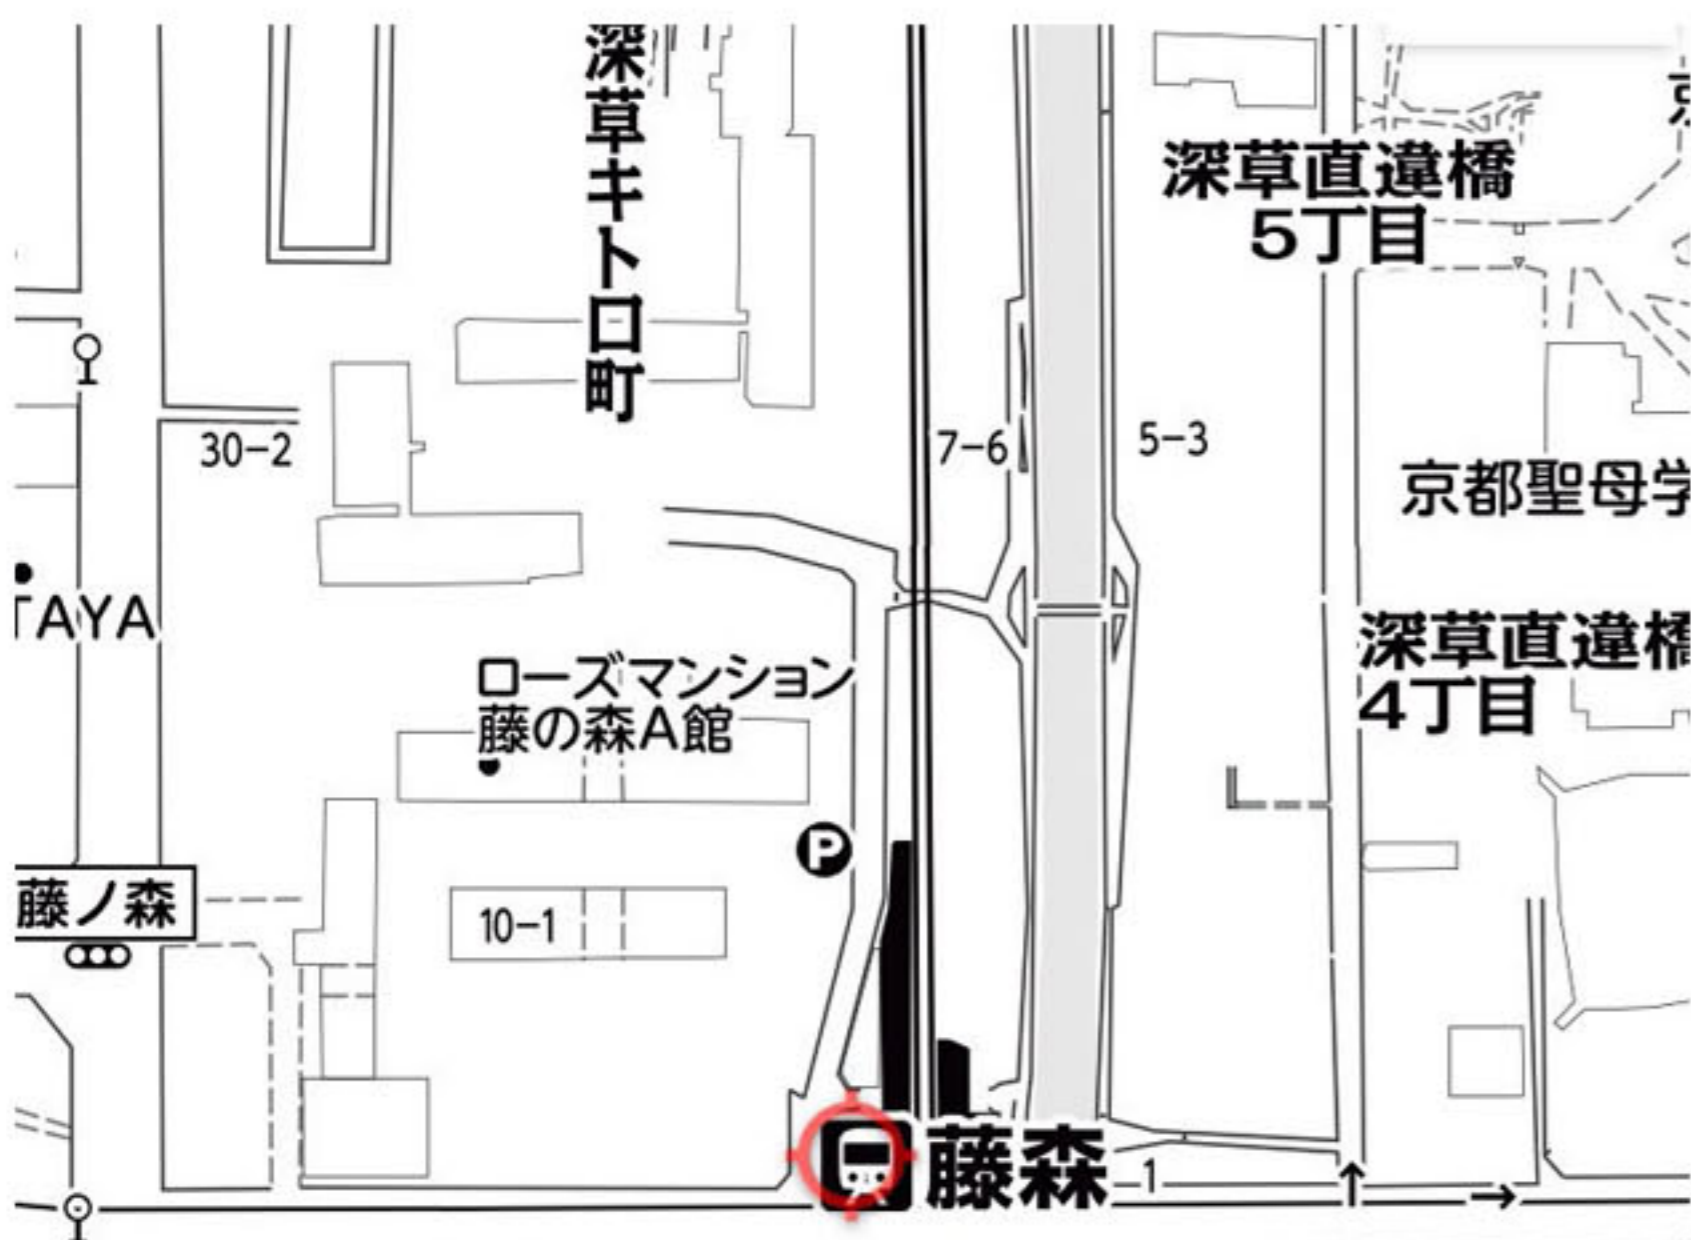 深草キトロ町
深草直違橋
5丁目
30-2
7-6
5-3
京都聖母学
TAYA
深草直違橋
4丁目
ローズマンション
藤の森A館
P
藤ノ森
10-1
藤森
1